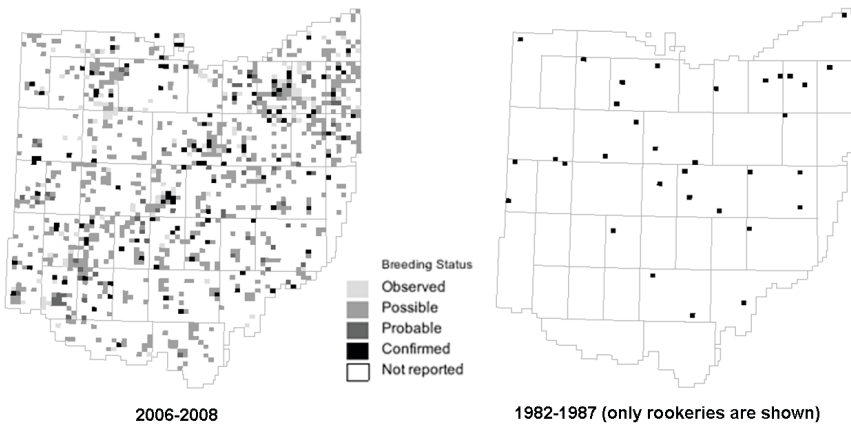 Breeding Status
Observed
Possible
Probable
Confirmed
Not reported
2006-2008
1982-1987 (only rookeries are shown)